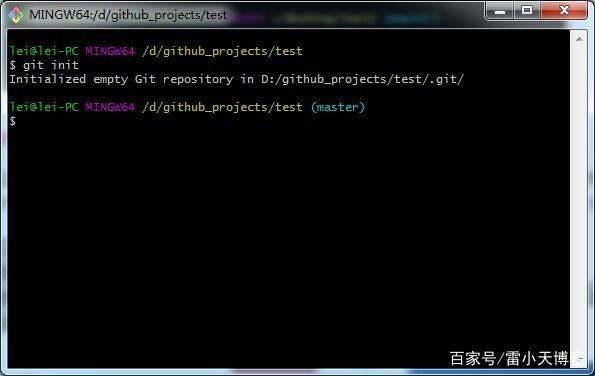 MINGW64:/d/github_projects/test
lei@lei-PC MINGW64 /d/github_projects/test
$ git init
Initialized empty Git repository in D:/github_projects/test/.git/
lei@lei-PC MINGW64 /d/github_projects/test (master)
$
百家号/雷小天博客